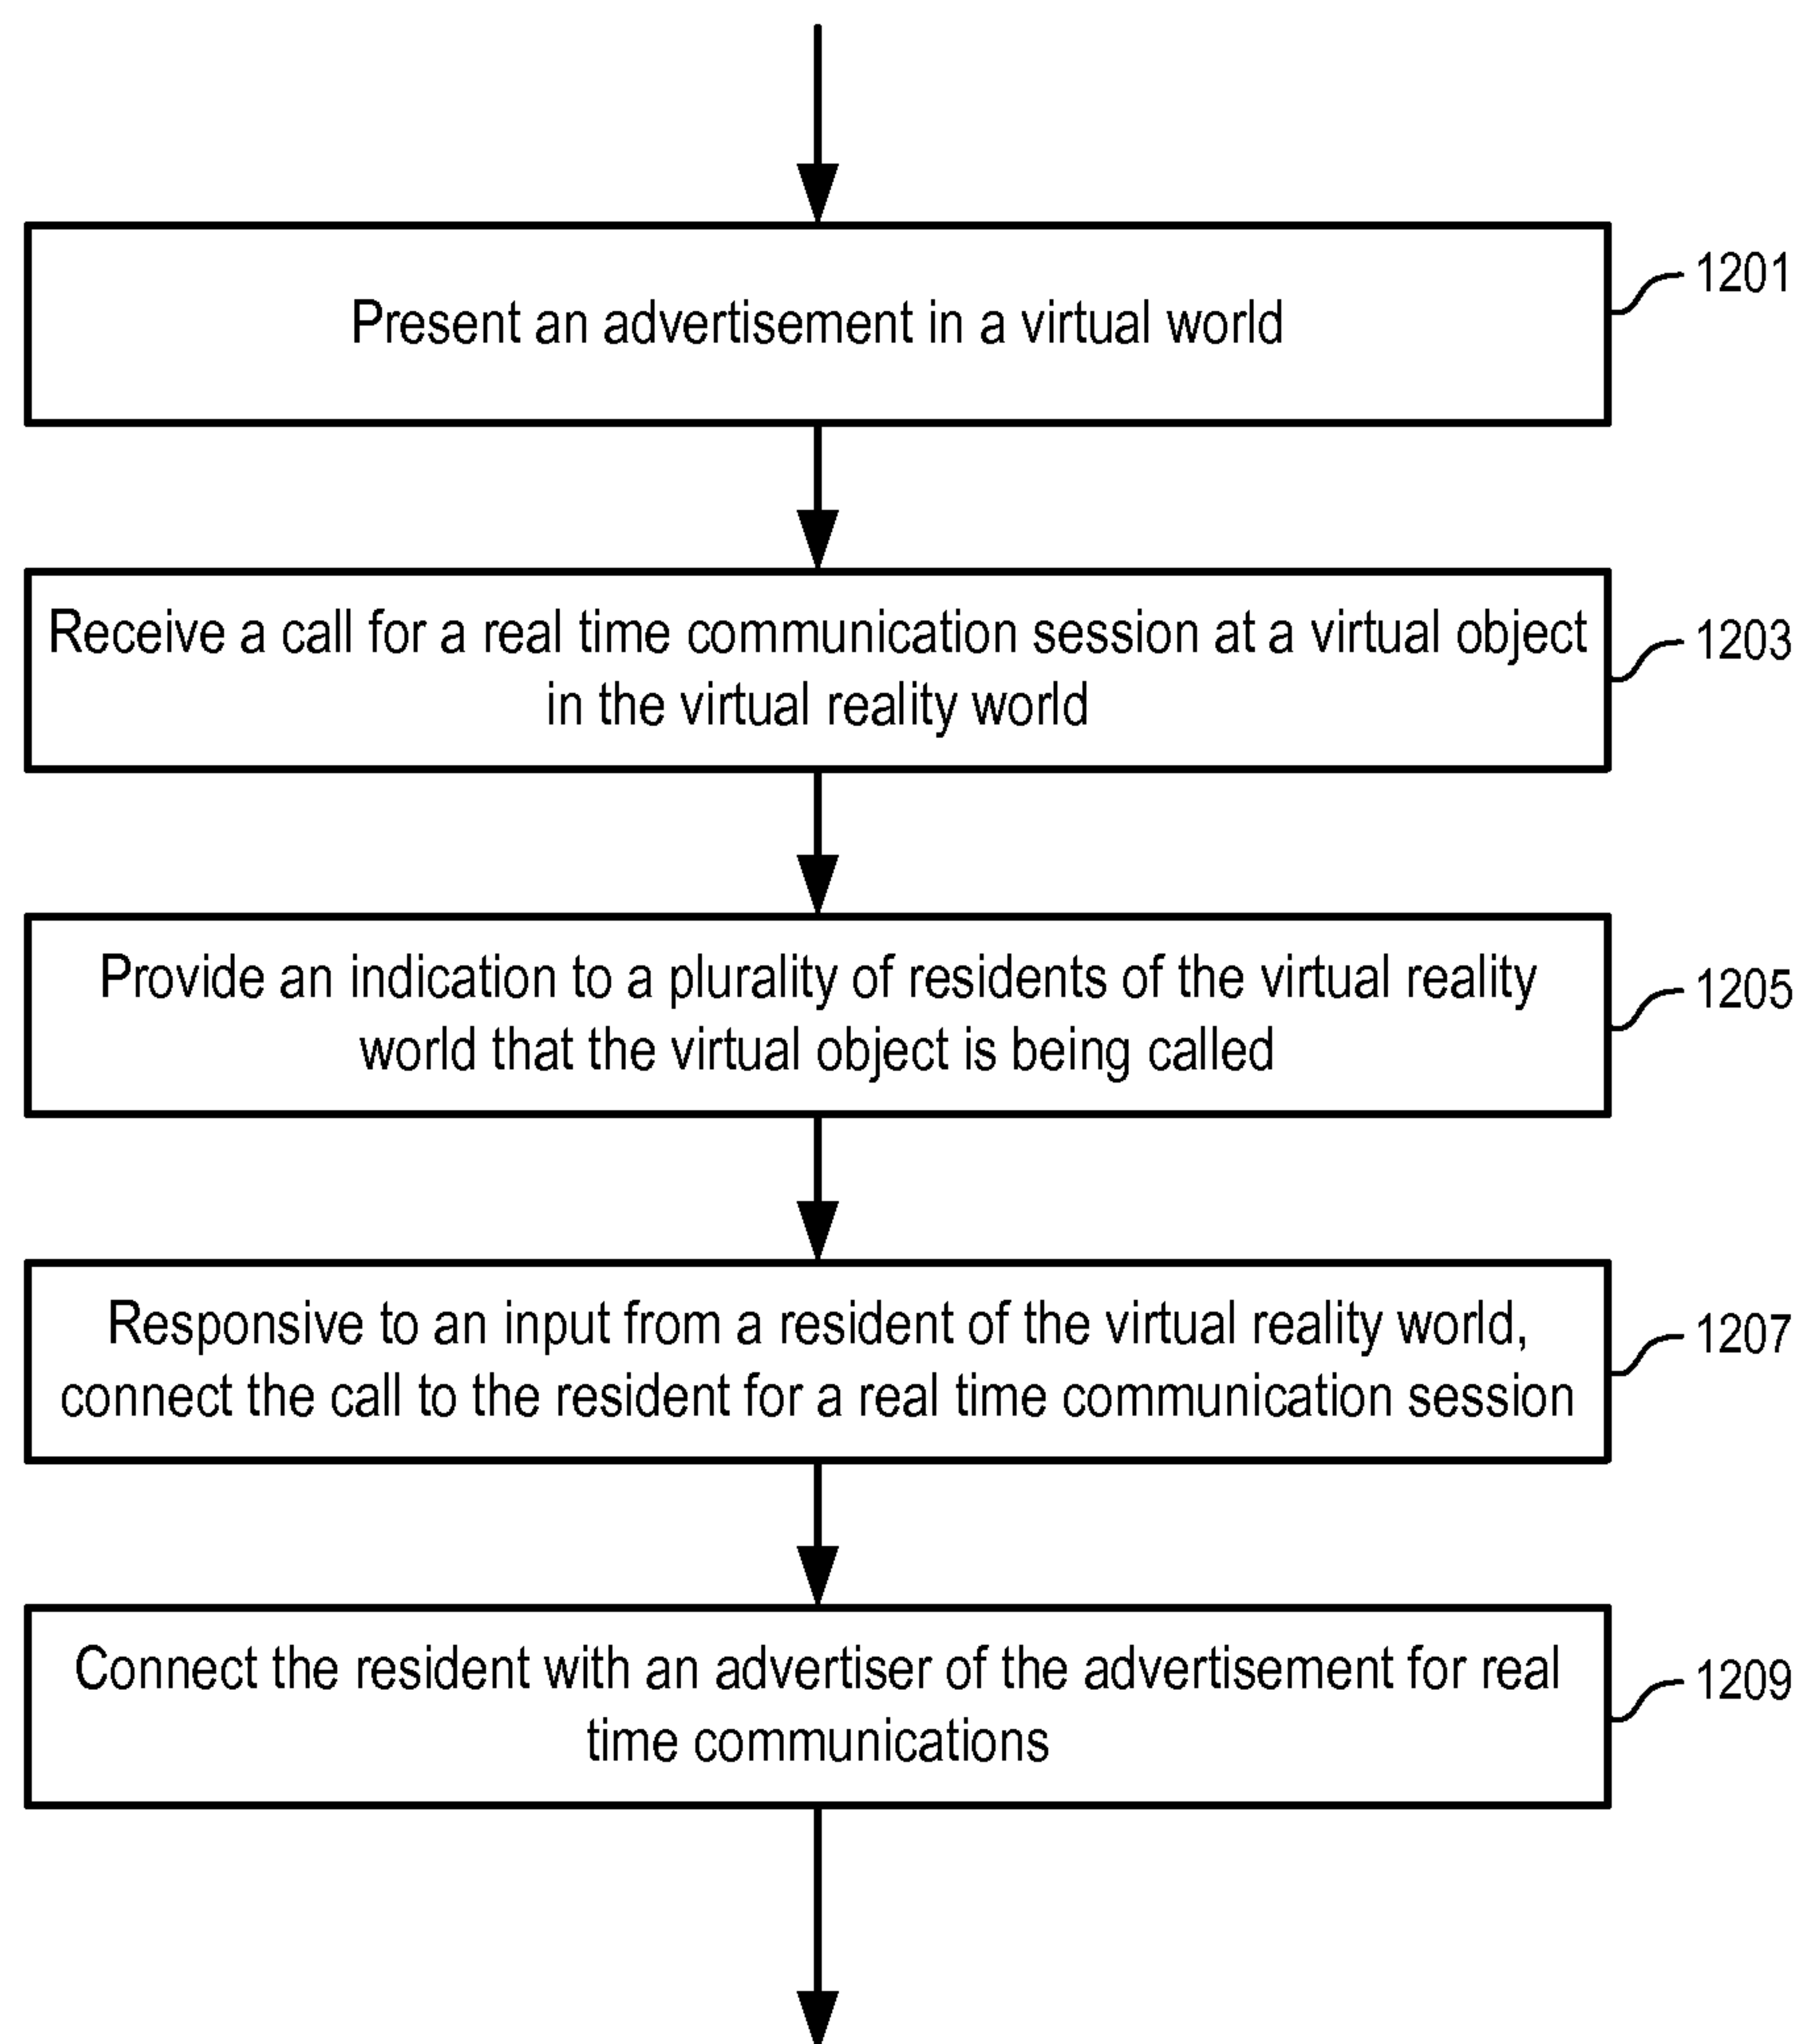 Present an advertisement in a virtual world
1201
Receive a call for a real time communication session at a virtual object
in the virtual reality world
1203
Provide an indication to a plurality of residents of the virtual reality
world that the virtual object is being called
1205
Responsive to an input from a resident of the virtual reality world,
connect the call to the resident for a real time communication session
1207
Connect the resident with an advertiser of the advertisement for real
time communications
1209